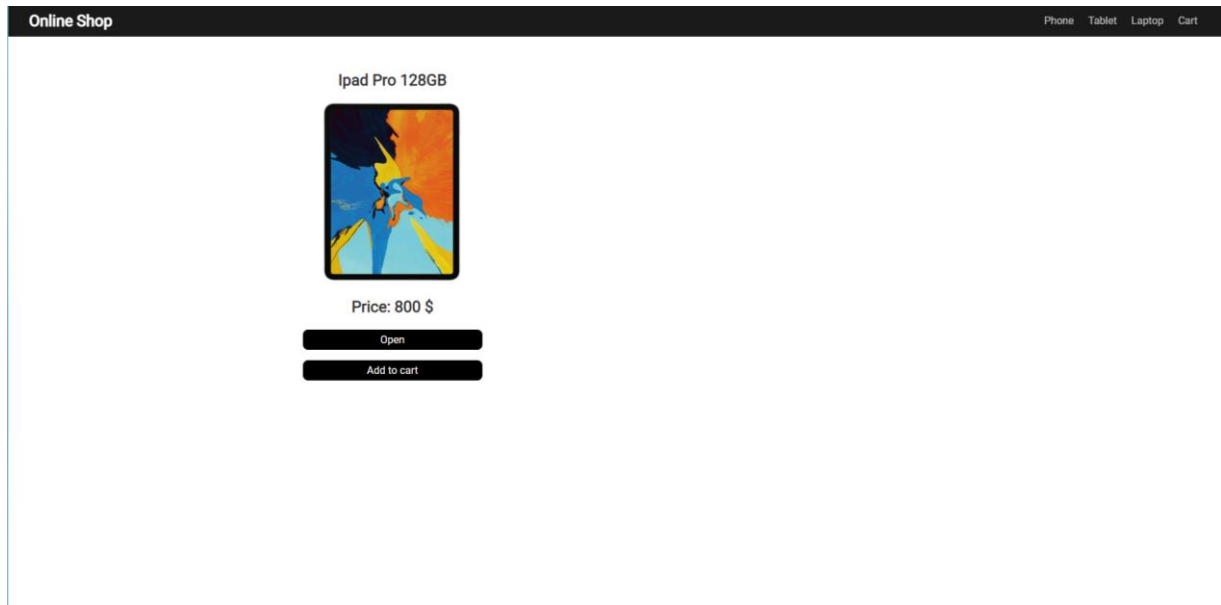 Online Shop
Phone Tablet Laptop Cart
Ipad Pro 128GB
Price: 800 $
Open
Add to cart